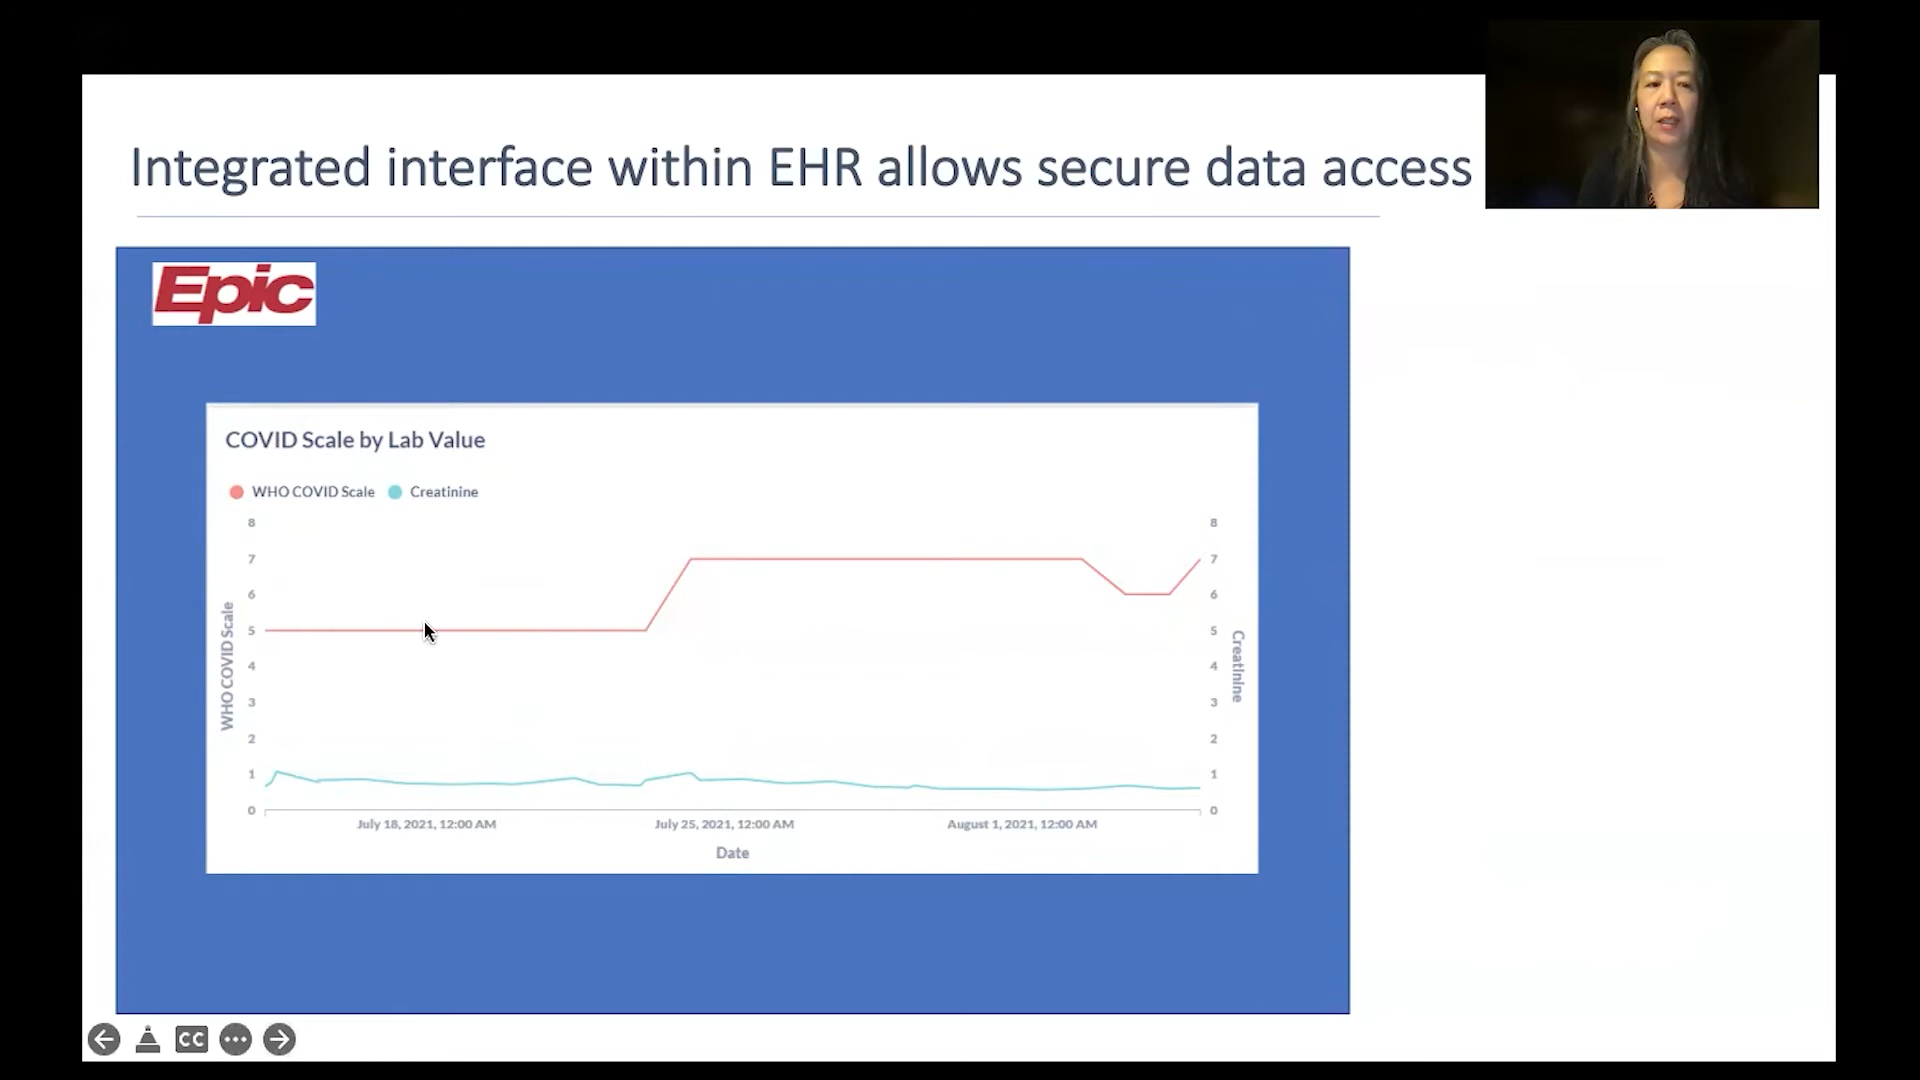 Integrated interface within EHR allows secure data access
Epic
COVID Scale by Lab Value
WHO COVID Scale Creatinine
8 8
7 7
6 6
5 5
4 4
3 3
2 2
1 1
0 0
WHO COVID Scale
Creatinine
July 18, 2021, 12:00 AM July 25, 2021, 12:00 AM August 1, 2021, 12:00 AM
Date
CC